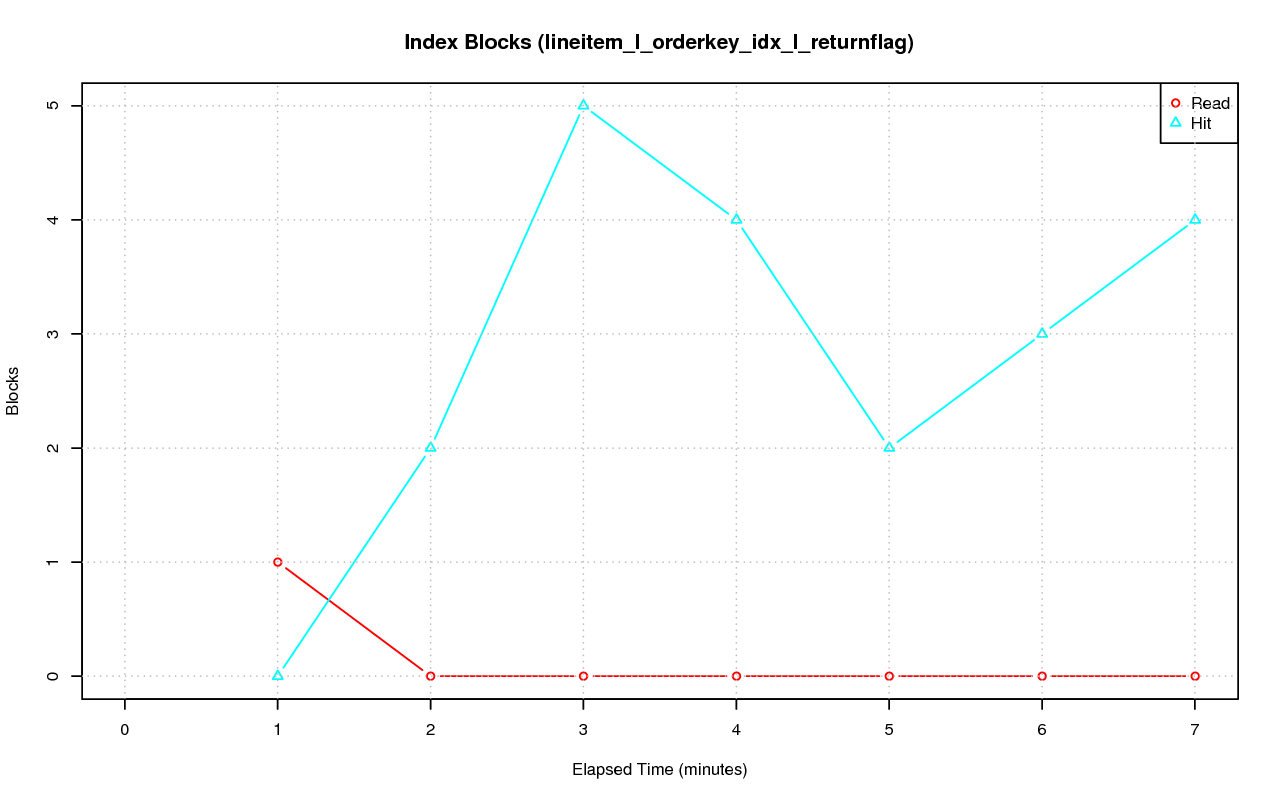 Index Blocks (lineitem_l_orderkey_idx_l_returnflag)
Read
Hit
5
4
3
2
1
0
Blocks
0 1 2 3 4 5 6 7
Elapsed Time (minutes)